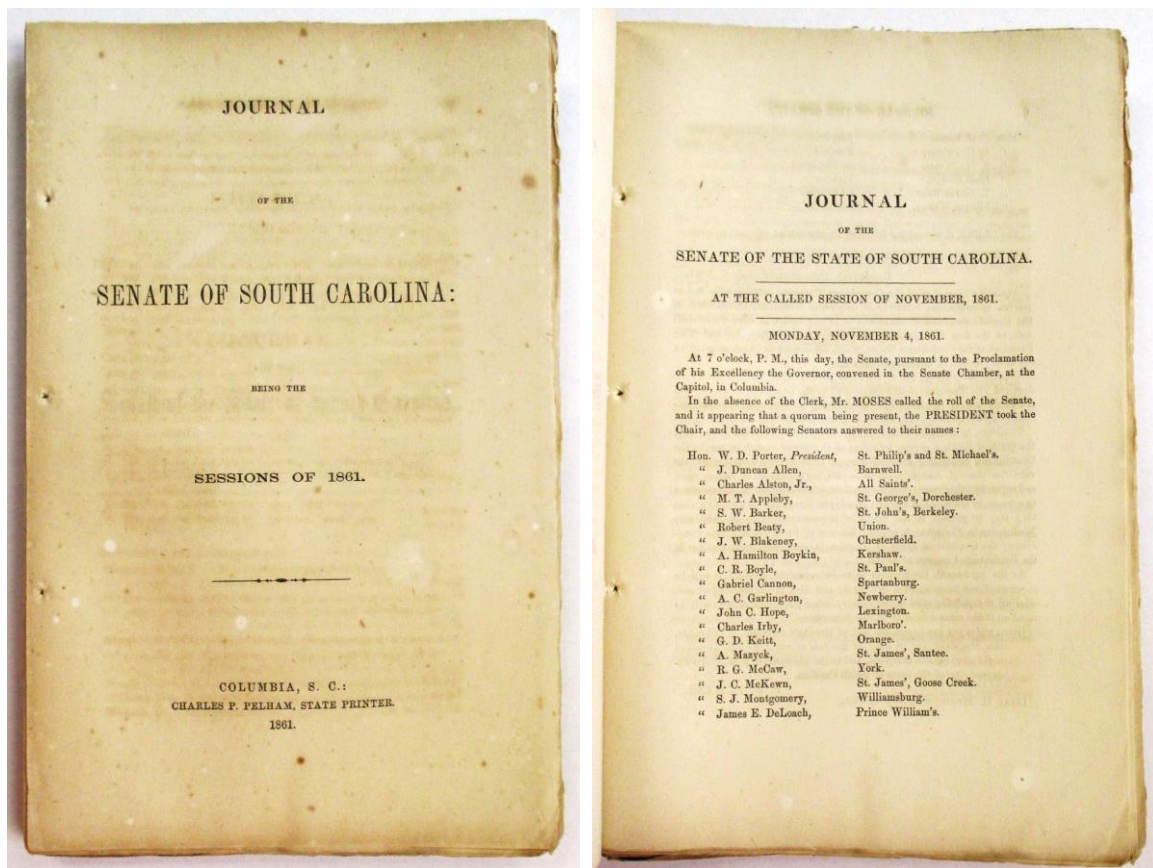 JOURNAL
OF THE
SENATE OF SOUTH CAROLINA:
BEING THE
SESSIONS OF 1861.
COLUMBIA, S. C.:
CHARLES P. PELHAM, STATE PRINTER.
1861.
JOURNAL
OF THE
SENATE OF THE STATE OF SOUTH CAROLINA.
AT THE CALLED SESSION OF NOVEMBER, 1861.
MONDAY, NOVEMBER 4, 1861.
At 7 o'clock, P. M., this day, the Senate, pursuant to the Proclamation
of his Excellency the Governor, convened in the Senate Chamber, at the
Capitol, in Columbia.
In the absence of the Clerk, Mr. MOSES called the roll of the Senate,
and it appearing that a quorum being present, the PRESIDENT took the
Chair, and the following Senators answered to their names :
Hon. W. D. Porter, President, St. Philip's and St. Michael's.
" J. Duncan Allen, Barnwell.
" Charles Alston, Jr., All Saints'.
" M. T. Appleby, St. George's, Dorchester.
" S. W. Barker, St. John's, Berkeley.
" Robert Beaty, Union.
" J. W. Blakeney, Chesterfield.
" A. Hamilton Boykin, Kershaw.
" C. R. Boyle, St. Paul's.
" Gabriel Cannon, Spartanburg.
" A. C. Garlington, Newberry.
" John C. Hope, Lexington.
" Charles Irby, Marlboro'.
" G. D. Keitt, Orange.
" A. Mazyck, St. James', Santee.
" R. G. McCaw, York.
" J. C. McKewn, St. James', Goose Creek.
" S. J. Montgomery, Williamsburg.
" James E. DeLoach, Prince William's.